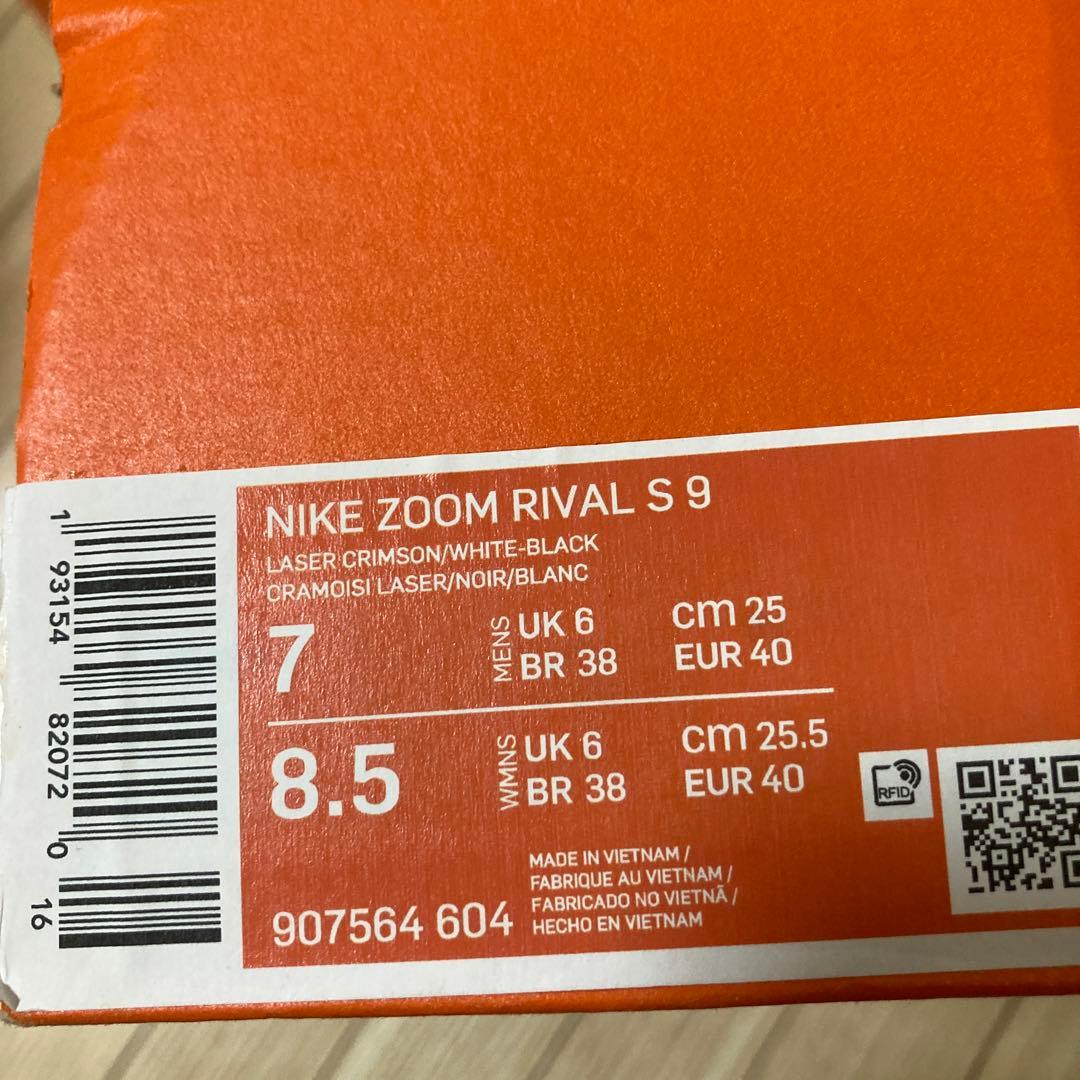 NIKE ZOOM RIVAL S 9
LASER CRIMSON/WHITE-BLACK
CRAMOISI LASER/NOIR/BLANC
7 MENS UK 6 cm 25
BR 38 EUR 40
8.5 WMNS UK 6 cm 25.5
BR 38 EUR 40
907564 604
MADE IN VIETNAM /
FABRIQUE AU VIETNAM /
FABRICADO NO VIETNÃ /
HECHO EN VIETNAM
RFID
1 93154 82072 0 16